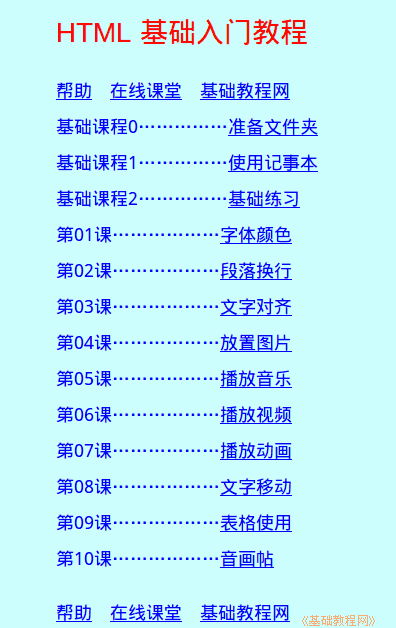 HTML 基础入门教程
帮助 在线课堂 基础教程网
基础课程0……………准备文件夹
基础课程1……………使用记事本
基础课程2……………基础练习
第01课………………字体颜色
第02课………………段落换行
第03课………………文字对齐
第04课………………放置图片
第05课………………播放音乐
第06课………………播放视频
第07课………………播放动画
第08课………………文字移动
第09课………………表格使用
第10课………………音画帖
帮助 在线课堂 基础教程网
《基础教程网》